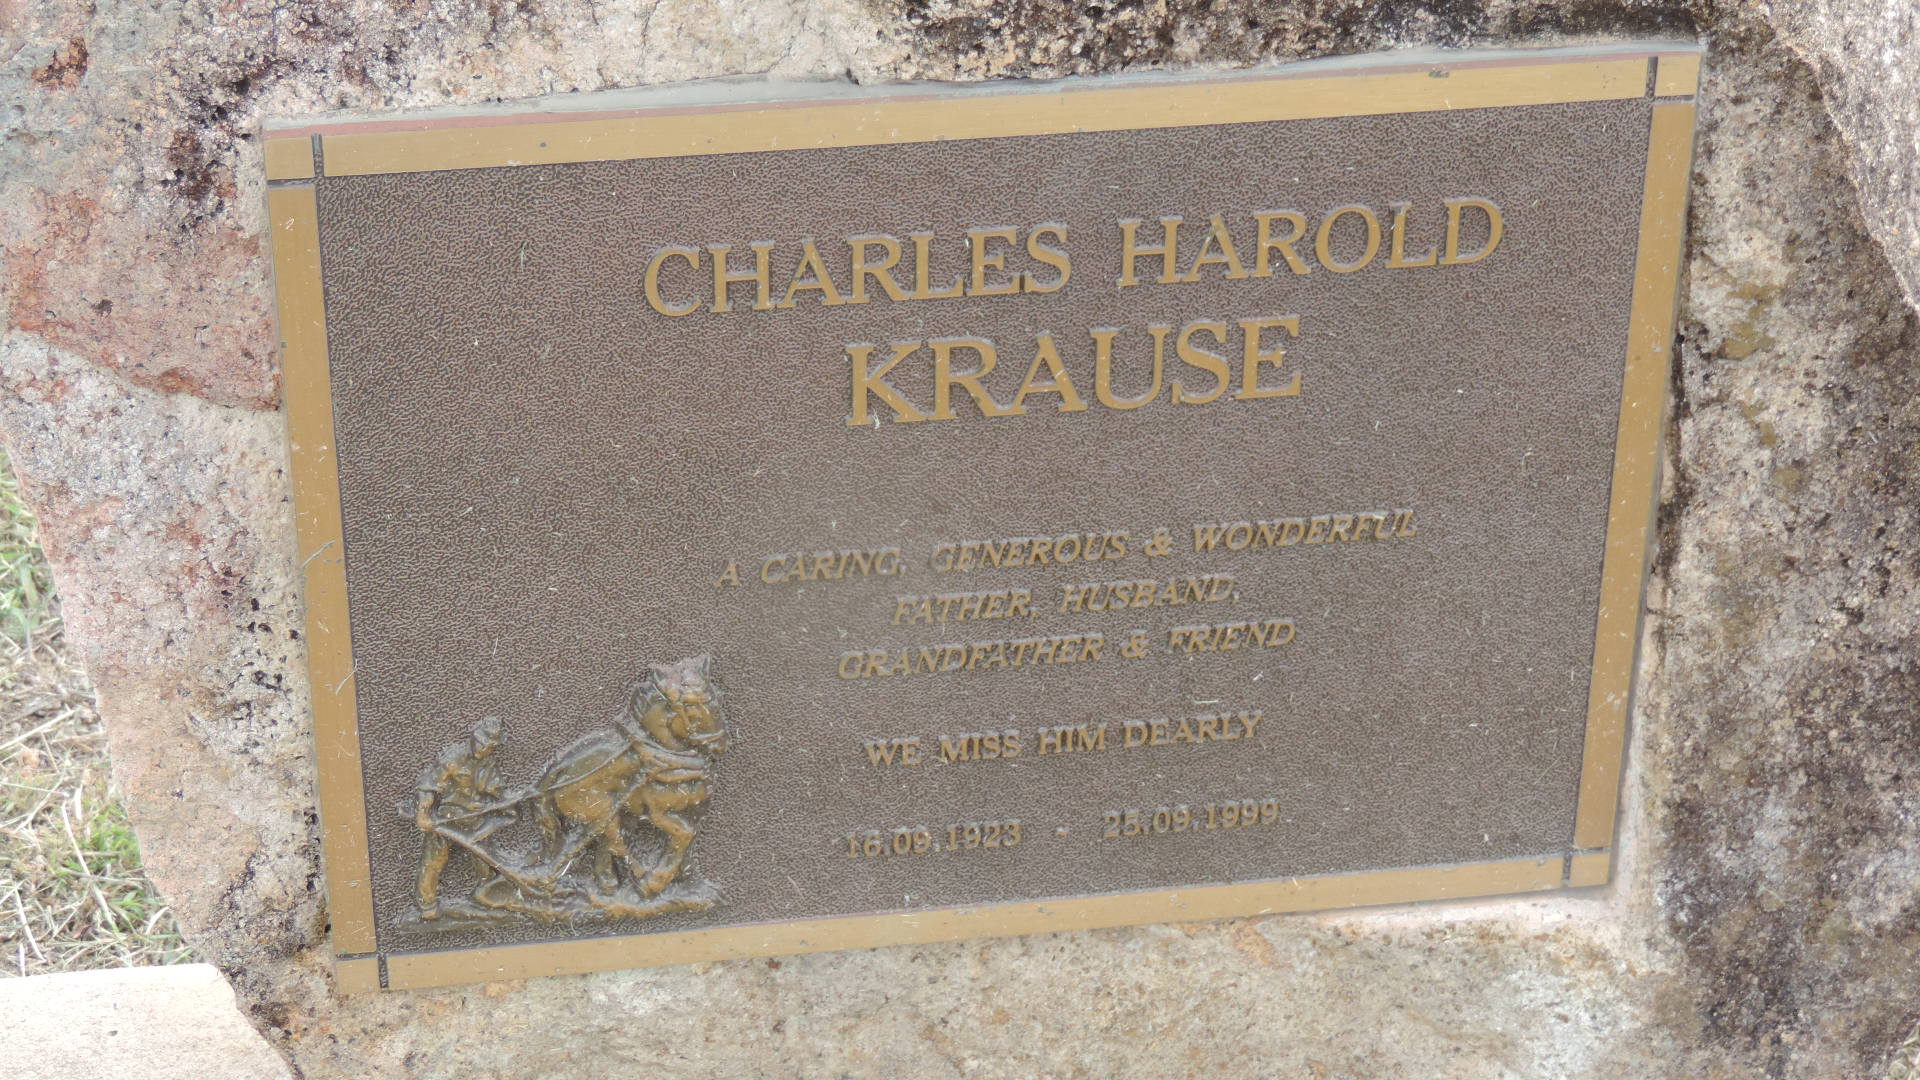 CHARLES HAROLD
KRAUSE
A CARING, GENEROUS & WONDERFUL
FATHER, HUSBAND,
GRANDFATHER & FRIEND
WE MISS HIM DEARLY
16.09.1923 - 25.09.1999